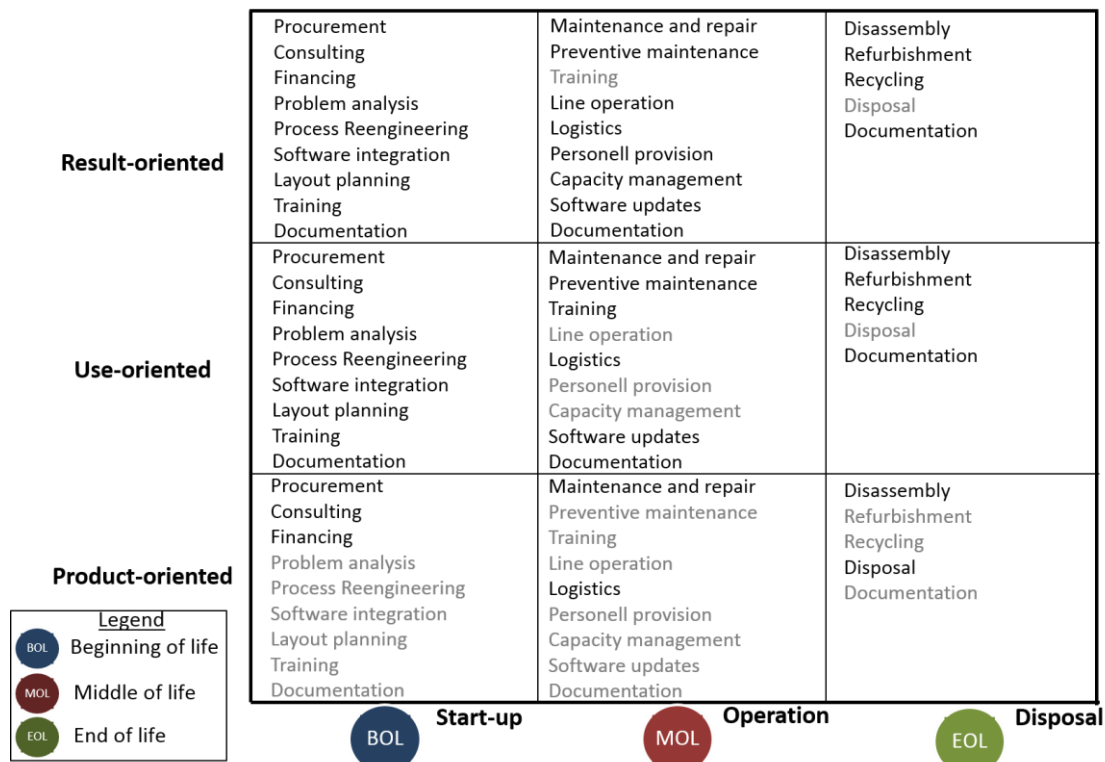 Procurement
Consulting
Financing
Problem analysis
Process Reengineering
Software integration
Layout planning
Training
Documentation
Maintenance and repair
Preventive maintenance
Training
Line operation
Logistics
Personell provision
Capacity management
Software updates
Documentation
Disassembly
Refurbishment
Recycling
Disposal
Documentation
Result-oriented
Procurement
Consulting
Financing
Problem analysis
Process Reengineering
Software integration
Layout planning
Training
Documentation
Maintenance and repair
Preventive maintenance
Training
Line operation
Logistics
Personell provision
Capacity management
Software updates
Documentation
Disassembly
Refurbishment
Recycling
Disposal
Documentation
Use-oriented
Procurement
Consulting
Financing
Problem analysis
Process Reengineering
Software integration
Layout planning
Training
Documentation
Maintenance and repair
Preventive maintenance
Training
Line operation
Logistics
Personell provision
Capacity management
Software updates
Documentation
Disassembly
Refurbishment
Recycling
Disposal
Documentation
Product-oriented
Legend
BOL Beginning of life
MOL Middle of life
EOL End of life
BOL Start-up
MOL Operation
EOL Disposal